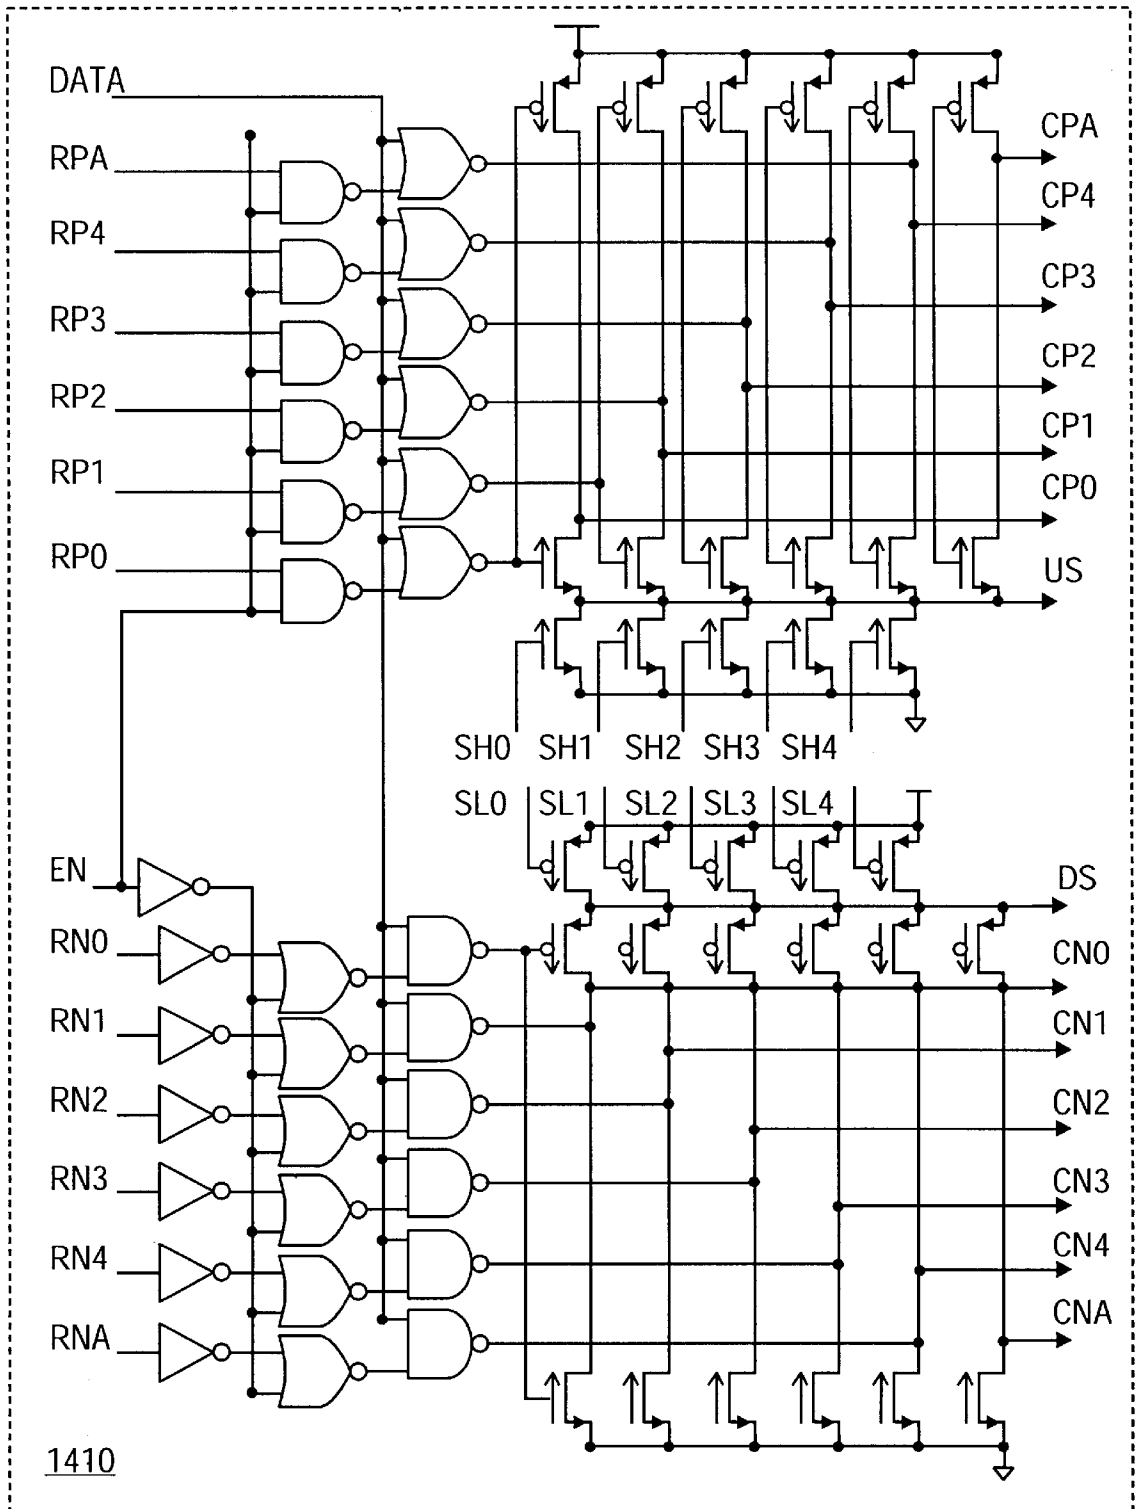 DATA
RPA
RP4
RP3
RP2
RP1
RP0
CPA
CP4
CP3
CP2
CP1
CP0
US
SH0 SH1 SH2 SH3 SH4
SL0 SL1 SL2 SL3 SL4
EN
RN0
RN1
RN2
RN3
RN4
RNA
DS
CN0
CN1
CN2
CN3
CN4
CNA
1410